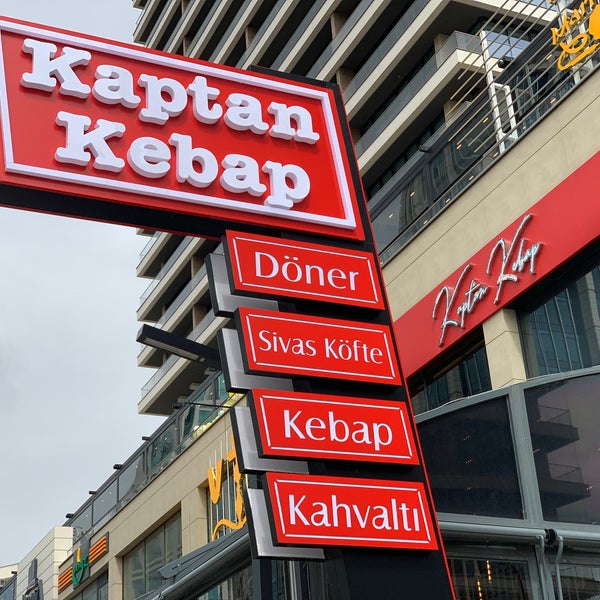 Kaptan
Kebap
Döner
Sivas Köfte
Kebap
Kahvaltı
Kaptan Kebap